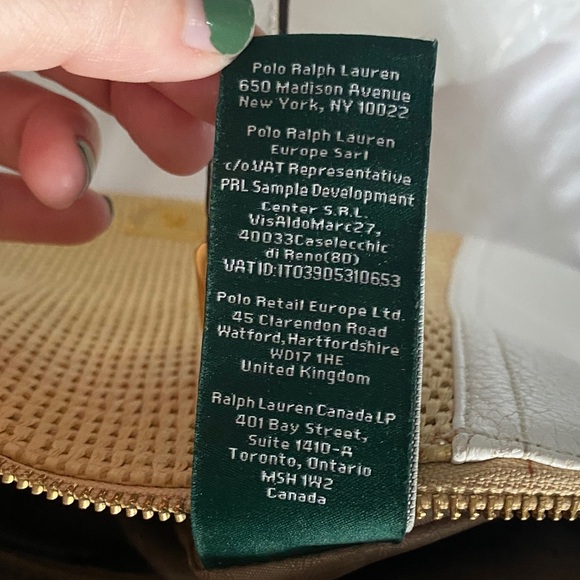 Polo Ralph Lauren
650 Madison Avenue
New York, NY 10022
Polo Ralph Lauren
Europe Sarl
c/o VAT Representative
PRL Sample Development
Center S.R.L.
VisAldoMarc27,
40033Caselecchic
di Reno(BO)
VATID:IT03905310653
Polo Retail Europe Ltd.
45 Clarendon Road
Watford, Hartfordshire
WD17 1HE
United Kingdom
Ralph Lauren Canada LP
401 Bay Street,
Suite 1410-A
Toronto, Ontario
M5H 1W2
Canada